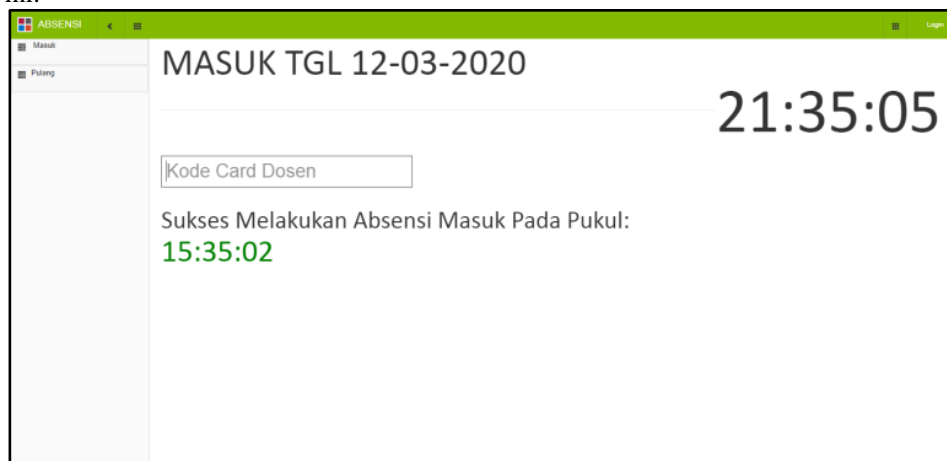 ini.
ABSENSI
Login
Masuk
Pulang
MASUK TGL 12-03-2020
21:35:05
Kode Card Dosen
Sukses Melakukan Absensi Masuk Pada Pukul:
15:35:02